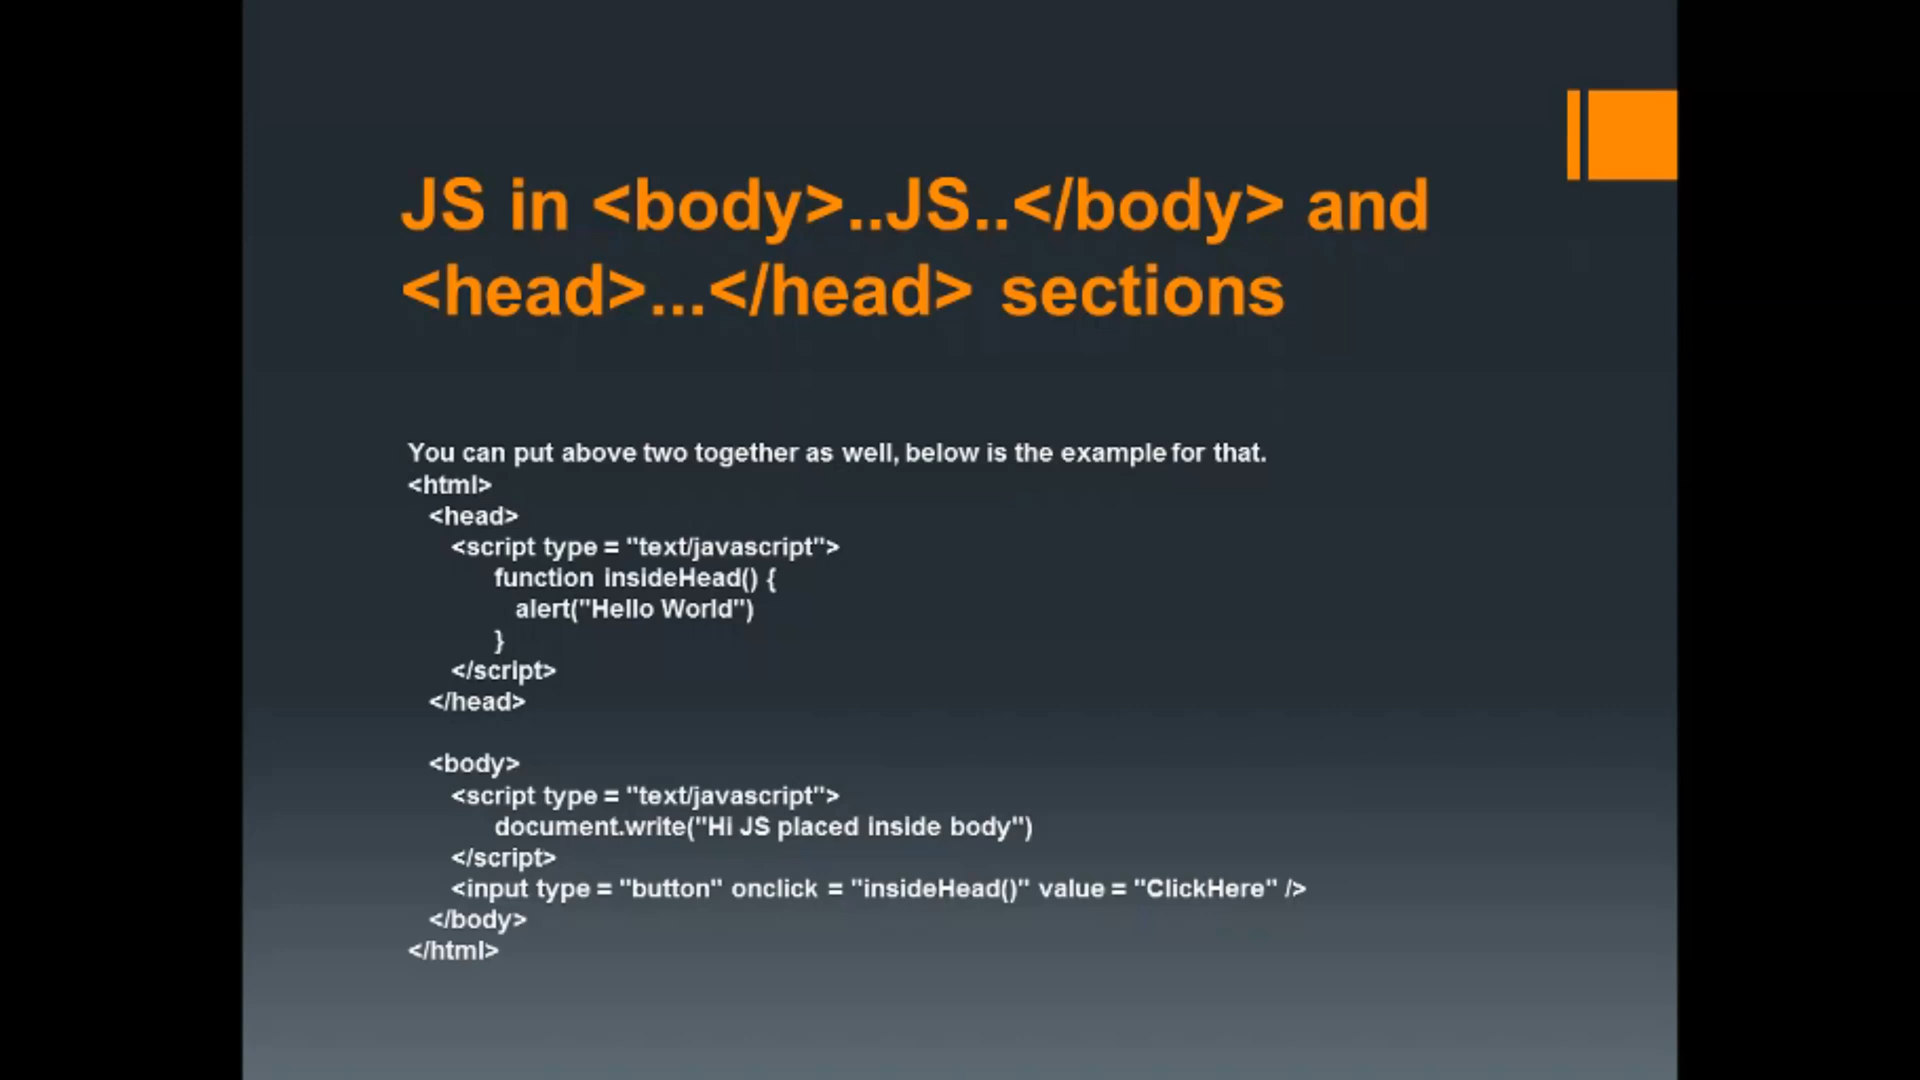 JS in <body>..JS..</body> and
<head>...</head> sections
You can put above two together as well, below is the example for that.
<html>
<head>
<script type = "text/javascript">
function insideHead() {
alert("Hello World")
}
</script>
</head>
<body>
<script type = "text/javascript">
document.write("Hi JS placed inside body")
</script>
<input type = "button" onclick = "insideHead()" value = "ClickHere" />
</body>
</html>